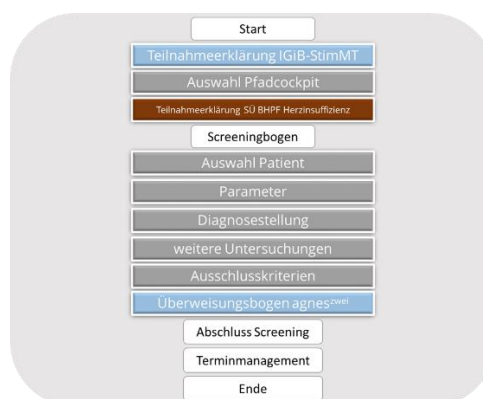 Start
Teilnahmeerklärung IGiB-StimMT
Auswahl Pfadcockpit
Teilnahmeerklärung SÜ BHPF Herzinsuffizienz
Screeningbogen
Auswahl Patient
Parameter
Diagnosestellung
weitere Untersuchungen
Ausschlusskriterien
Überweisungsbogen agnes^zwei
Abschluss Screening
Terminmanagement
Ende